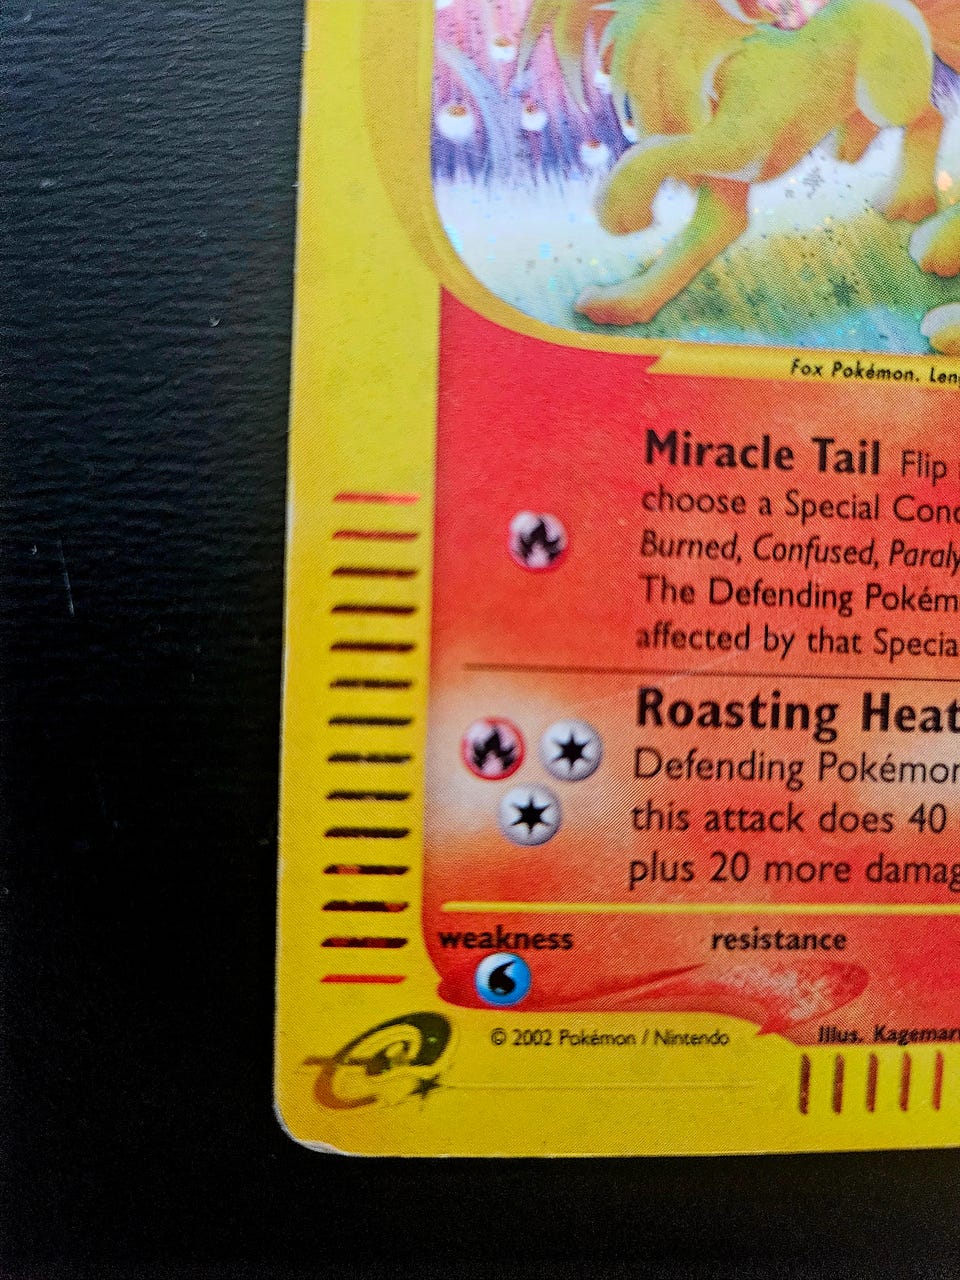 Fox Pokémon. Len
Miracle Tail Flip
choose a Special Cond
Burned, Confused, Paraly
The Defending Pokém
affected by that Specia
Roasting Heat
Defending Pokémon
this attack does 40
plus 20 more damag
weakness resistance
© 2002 Pokémon / Nintendo Illus. Kagemar
e